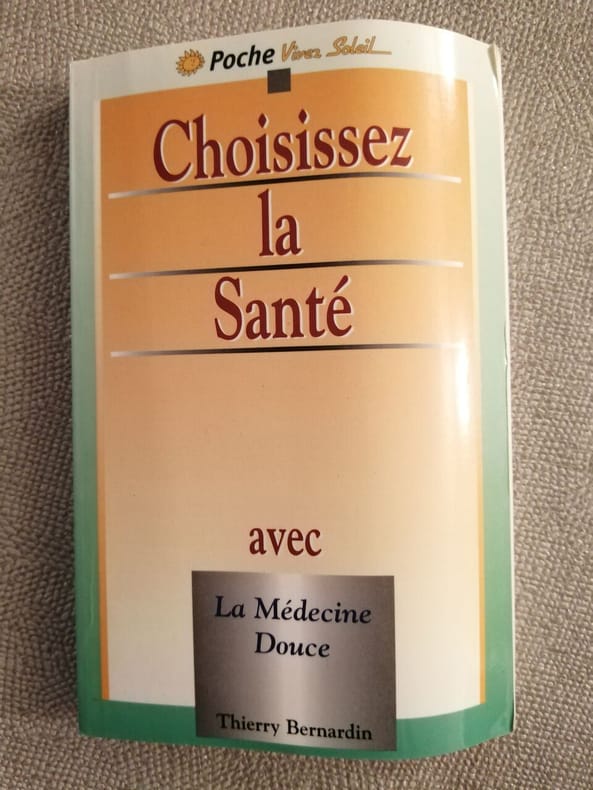 Poche Vivez Soleil
Choisissez
la
Santé
avec
La Médecine
Douce
Thierry Bernardin